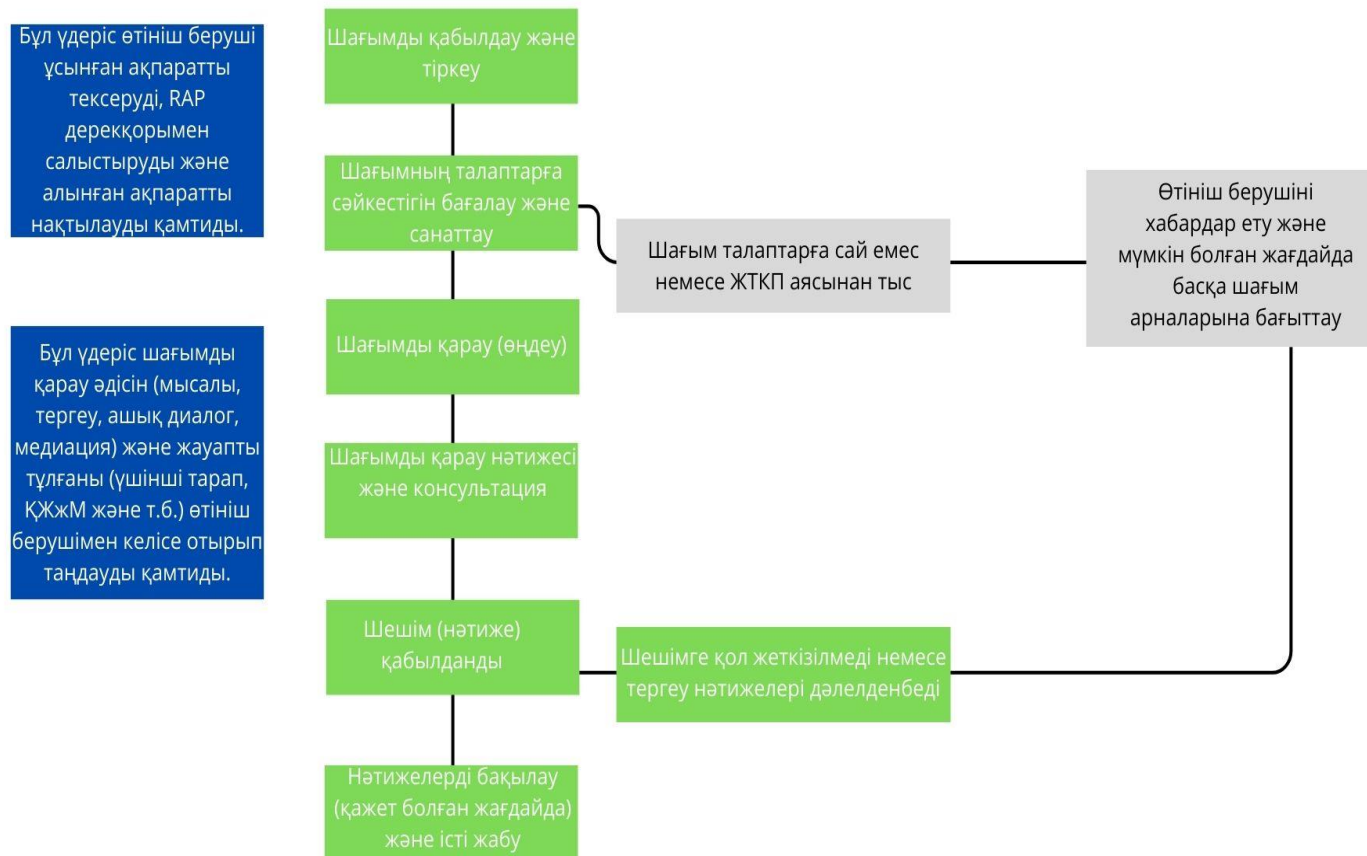 Бұл үдеріс өтініш беруші
ұсынған ақпаратты
тексеруді, RAP
дерекқорымен
салыстыруды және
алынған ақпаратты
нақтылауды қамтиды.
Бұл үдеріс шағымды
қарау әдісін (мысалы,
тергеу, ашық диалог,
медиация) және жауапты
тұлғаны (үшінші тарап,
ҚЖжМ және т.б.) өтініш
берушімен келісе отырып
таңдауды қамтиды.
Шағымды қабылдау және
тіркеу
Шағымның талаптарға
сәйкестігін бағалау және
санаттау
Шағым талаптарға сай емес
немесе ЖТКП аясынан тыс
Өтініш берушіні
хабардар ету және
мүмкін болған жағдайда
басқа шағым
арналарына бағыттау
Шағымды қарау (өңдеу)
Шағымды қарау нәтижесі
және консультация
Шешім (нәтиже)
қабылданды
Шешімге қол жеткізілмеді немесе
тергеу нәтижелері дәлелденбеді
Нәтижелерді бақылау
(қажет болған жағдайда)
және істі жабу